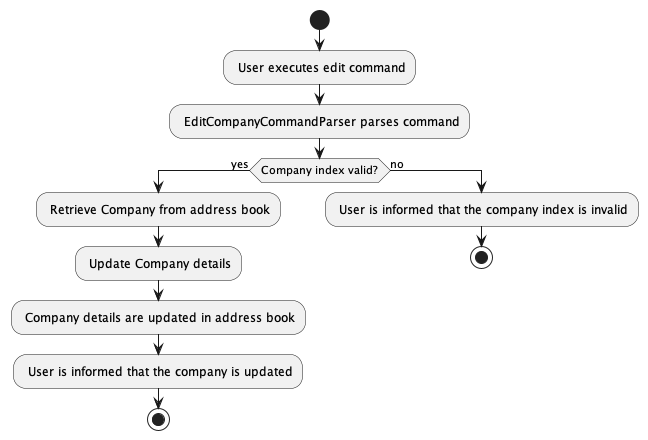 User executes edit command
EditCompanyCommandParser parses command
yes
Company index valid?
no
Retrieve Company from address book
User is informed that the company index is invalid
Update Company details
Company details are updated in address book
User is informed that the company is updated